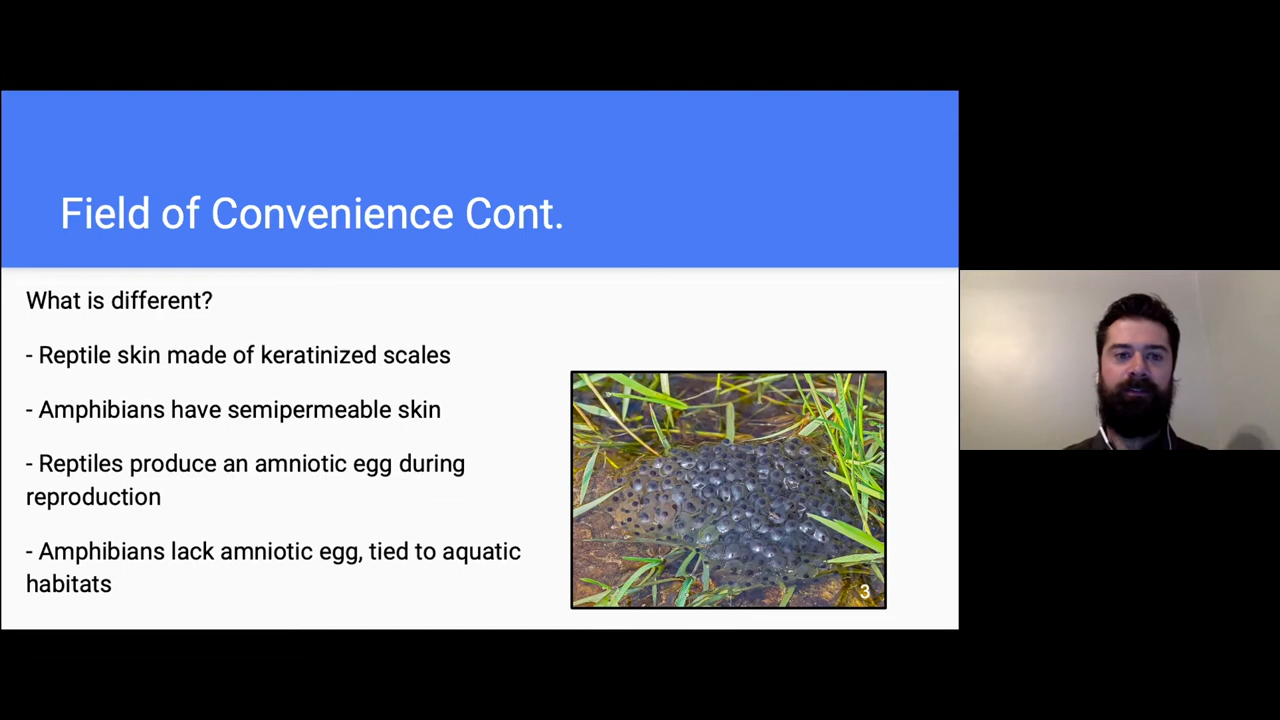 Field of Convenience Cont.
What is different?
- Reptile skin made of keratinized scales
- Amphibians have semipermeable skin
- Reptiles produce an amniotic egg during
reproduction
- Amphibians lack amniotic egg, tied to aquatic
habitats
3